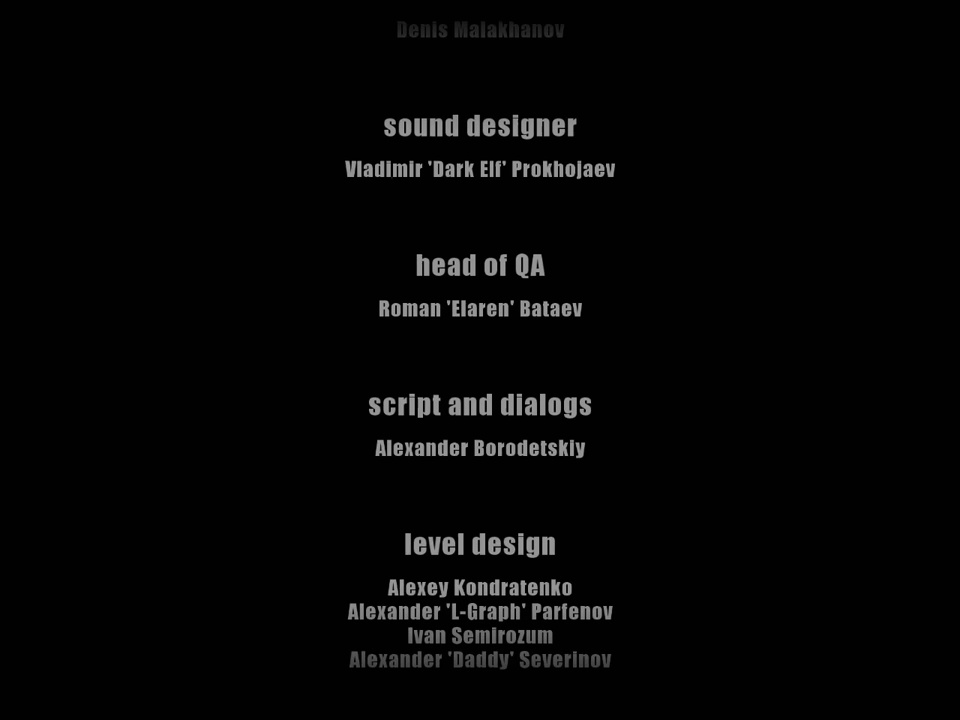 Denis Malakhanov
sound designer
Vladimir 'Dark Elf' Prokhojaev
head of QA
Roman 'Elaren' Bataev
script and dialogs
Alexander Borodetskiy
level design
Alexey Kondratenko
Alexander 'L-Graph' Parfenov
Ivan Semirozum
Alexander 'Daddy' Severinov